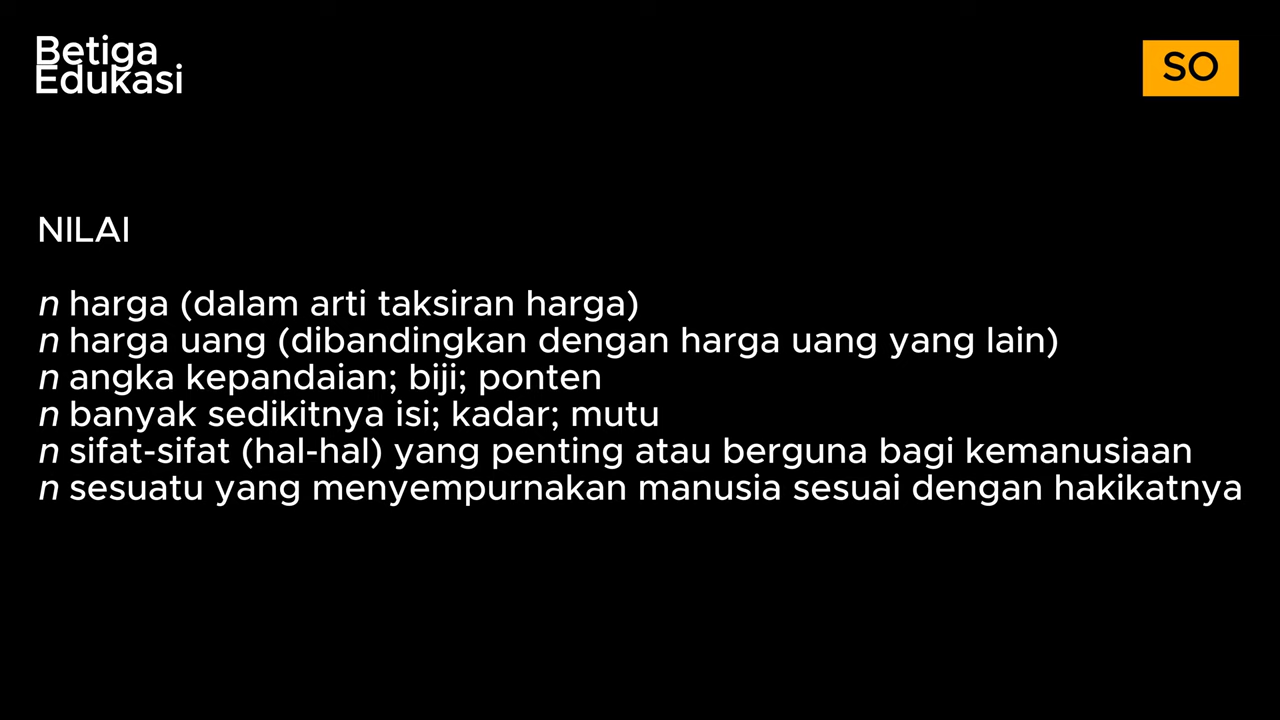 Betiga
Edukasi
SO
NILAI
n harga (dalam arti taksiran harga)
n harga uang (dibandingkan dengan harga uang yang lain)
n angka kepandaian; biji; ponten
n banyak sedikitnya isi; kadar; mutu
n sifat-sifat (hal-hal) yang penting atau berguna bagi kemanusiaan
n sesuatu yang menyempurnakan manusia sesuai dengan hakikatnya